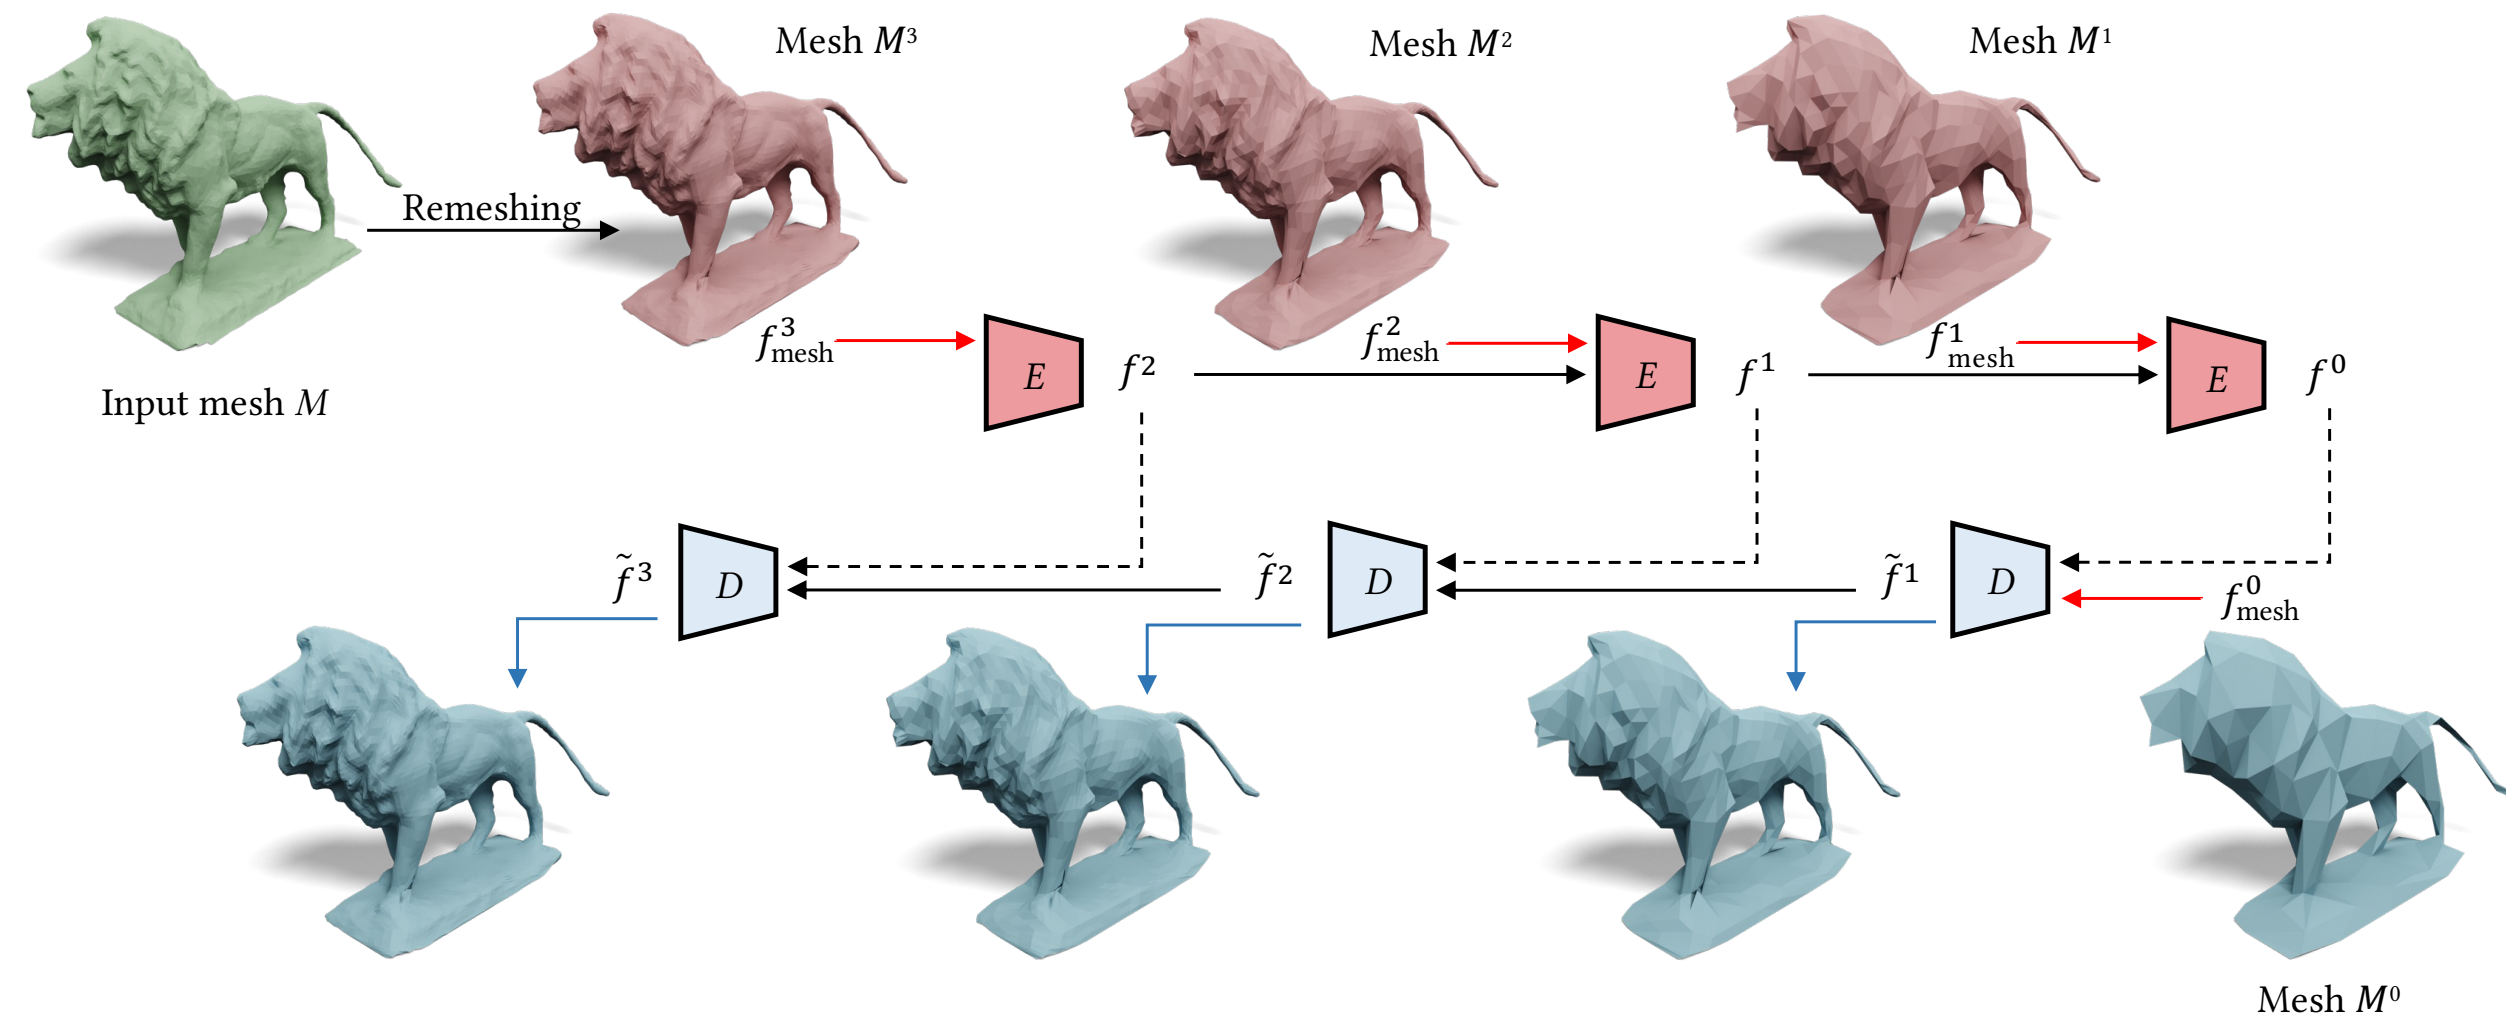 Mesh M³
Mesh M²
Mesh M¹
Remeshing
f³mesh
f²mesh
f¹mesh
E
f²
E
f¹
E
f⁰
Input mesh M
f̃³
D
f̃²
D
f̃¹
D
f⁰mesh
Mesh M⁰